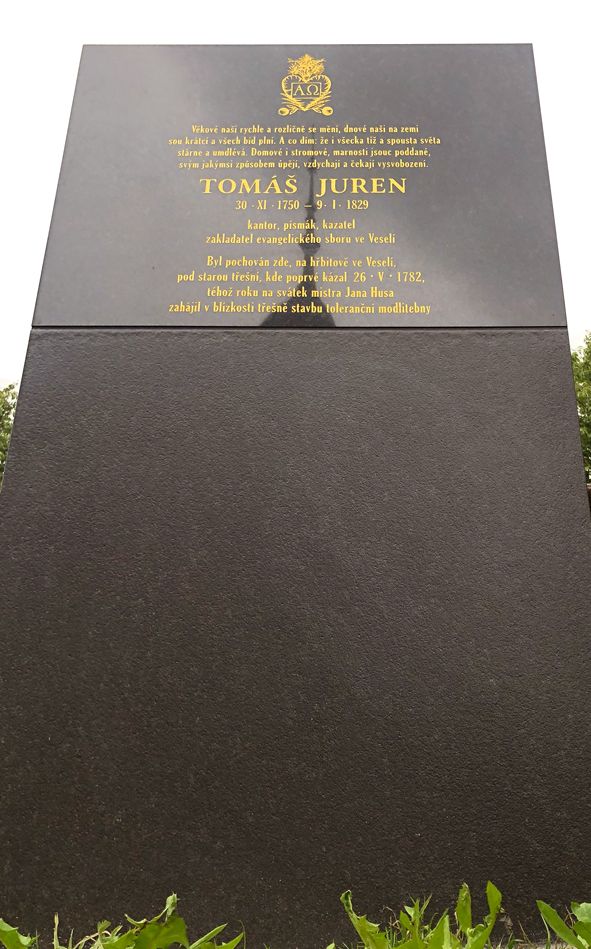 AΩ
Věkové naši rychle a rozličně se mění, dnové naši na zemi
sou krátcí a všech bíd plní. A co dím: že i všecka tíž a spousta světa
stárne a umdlévá. Domové i stromové, marnosti jsouc poddané,
svým jakýmsi způsobem úpějí, vzdychají a čekají vysvobození.
TOMÁŠ JUREN
30 · XI · 1750 – 9 · I · 1829
kantor, písmák, kazatel
zakladatel evangelického sboru ve Veselí
Byl pochován zde, na hřbitově ve Veselí,
pod starou třešní, kde poprvé kázal 26 · V · 1782,
téhož roku na svátek mistra Jana Husa
zahájil v blízkosti třešně stavbu toleranční modlitebny